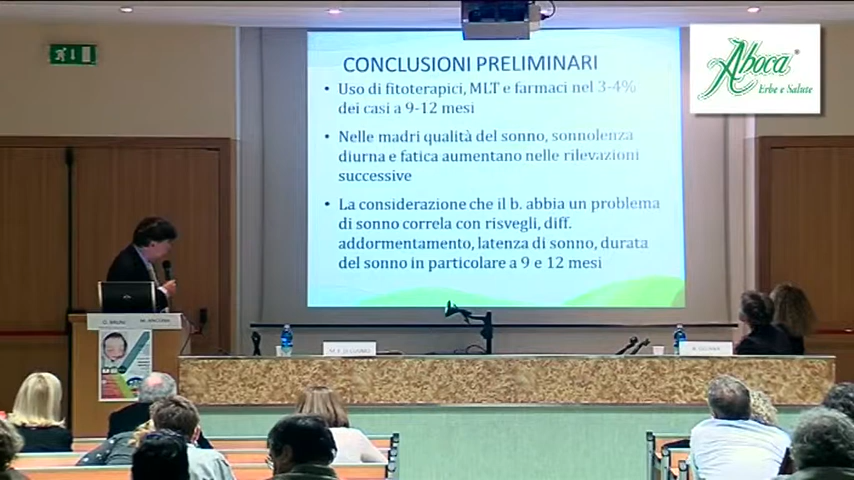 CONCLUSIONI PRELIMINARI
• Uso di fitoterapici, MLT e farmaci nel 3-4%
dei casi a 9-12 mesi
• Nelle madri qualità del sonno, sonnolenza
diurna e fatica aumentano nelle rilevazioni
successive
• La considerazione che il b. abbia un problema
di sonno correla con risvegli, diff.
addormentamento, latenza di sonno, durata
del sonno in particolare a 9 e 12 mesi
Aboca®
Erbe e Salute
O. BRUNI